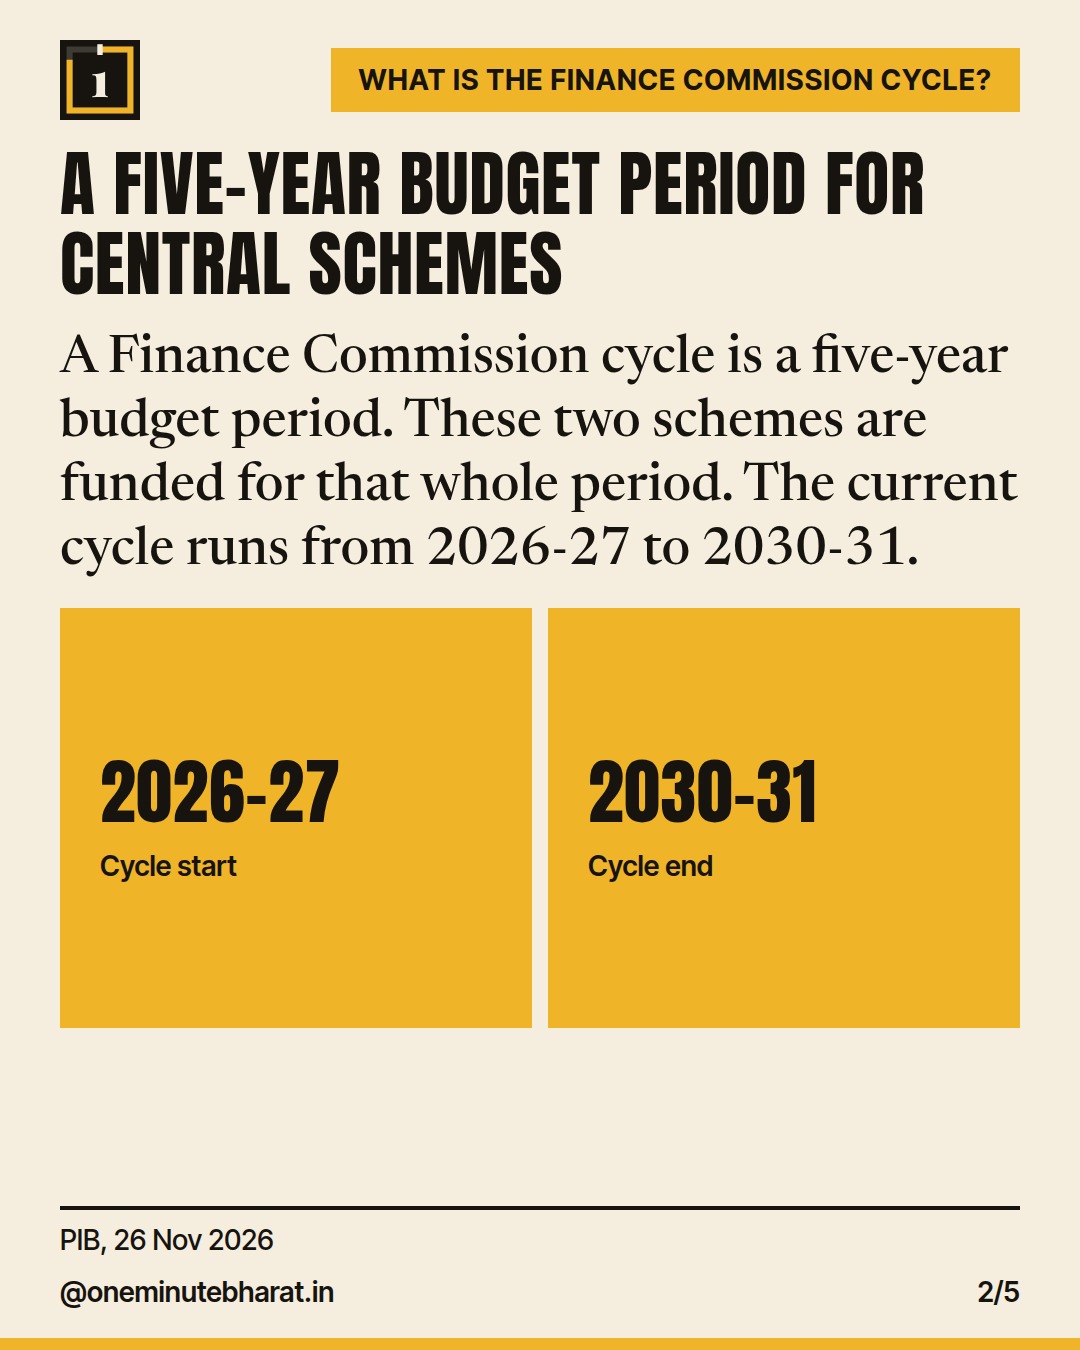 1
WHAT IS THE FINANCE COMMISSION CYCLE?
A FIVE-YEAR BUDGET PERIOD FOR
CENTRAL SCHEMES
A Finance Commission cycle is a five-year
budget period. These two schemes are
funded for that whole period. The current
cycle runs from 2026-27 to 2030-31.
2026-27
Cycle start
2030-31
Cycle end
PIB, 26 Nov 2026
@oneminutebharat.in
2/5